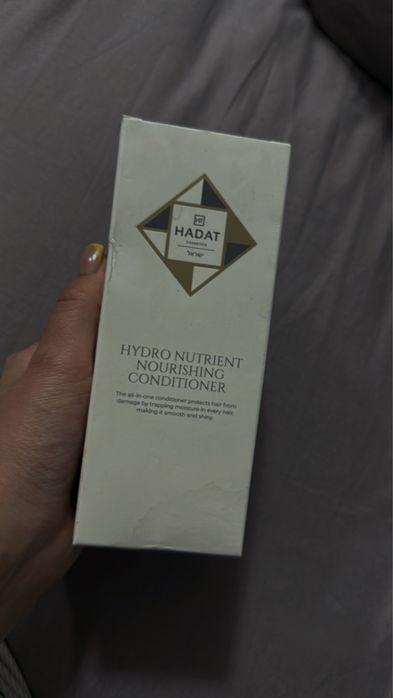 HADAT
COSMETICS
ישראל
HYDRO NUTRIENT
NOURISHING
CONDITIONER
The all-in-one conditioner protects hair from
damage by trapping moisture in every hair,
making it smooth and shiny.